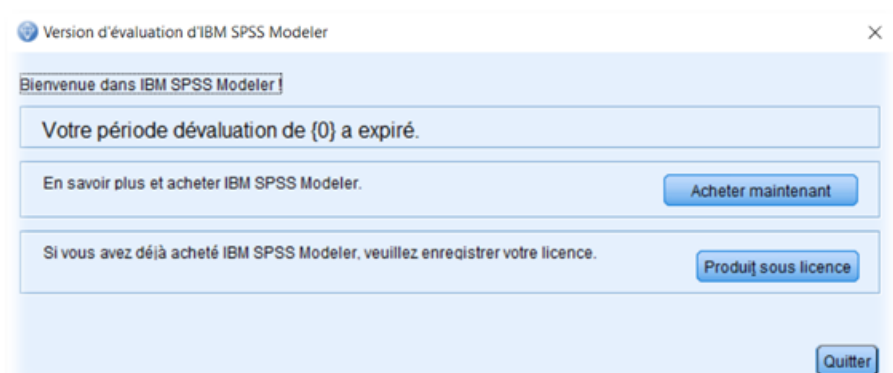 Version d'évaluation d'IBM SPSS Modeler
Bienvenue dans IBM SPSS Modeler !
Votre période dévaluation de {0} a expiré.
En savoir plus et acheter IBM SPSS Modeler.
Acheter maintenant
Si vous avez déjà acheté IBM SPSS Modeler, veuillez enregistrer votre licence.
Produit sous licence
Quitter